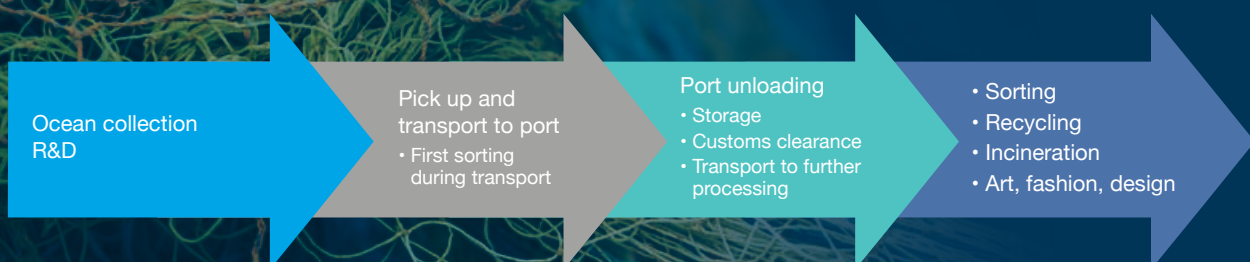 Ocean collection
R&D
Pick up and
transport to port
• First sorting
during transport
Port unloading
• Storage
• Customs clearance
• Transport to further
processing
• Sorting
• Recycling
• Incineration
• Art, fashion, design